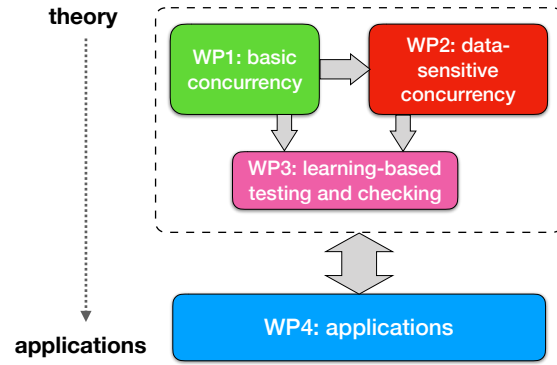 theory
WP1: basic
concurrency
WP2: data-
sensitive
concurrency
WP3: learning-based
testing and checking
WP4: applications
applications